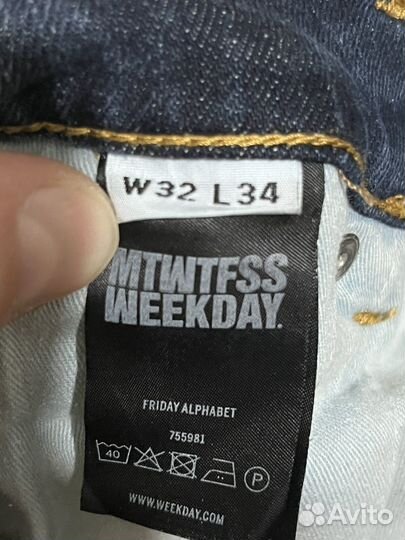 W32 L34
MTWTFSS
WEEKDAY.
FRIDAY ALPHABET
755981
40 P
WWW.WEEKDAY.COM
Avito